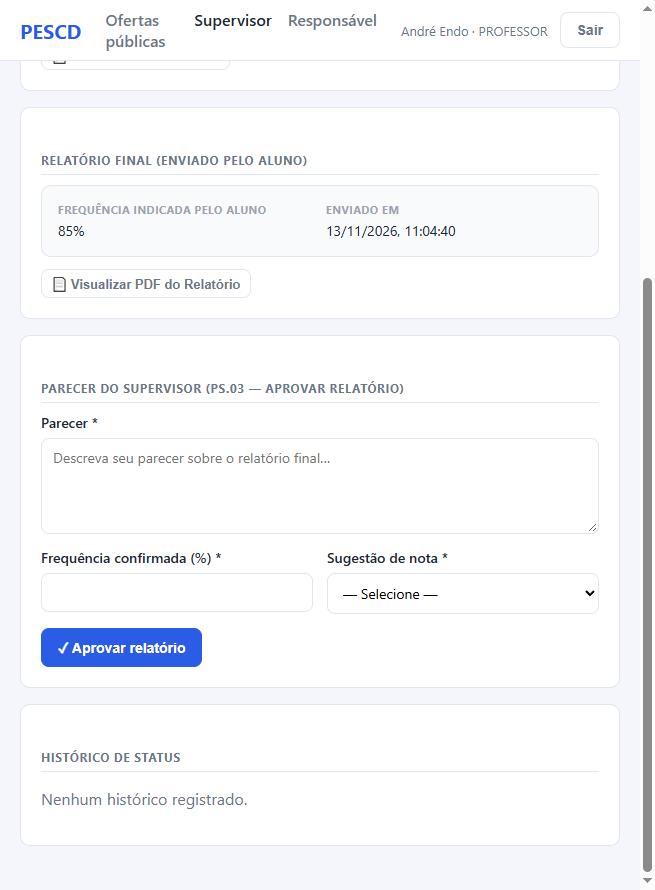 PESCD
Ofertas
públicas
Supervisor
Responsável
André Endo · PROFESSOR
Sair
RELATÓRIO FINAL (ENVIADO PELO ALUNO)
FREQUÊNCIA INDICADA PELO ALUNO
ENVIADO EM
85%
13/11/2026, 11:04:40
Visualizar PDF do Relatório
PARECER DO SUPERVISOR (PS.03 — APROVAR RELATÓRIO)
Parecer *
Descreva seu parecer sobre o relatório final...
Frequência confirmada (%) *
Sugestão de nota *
— Selecione —
✓ Aprovar relatório
HISTÓRICO DE STATUS
Nenhum histórico registrado.